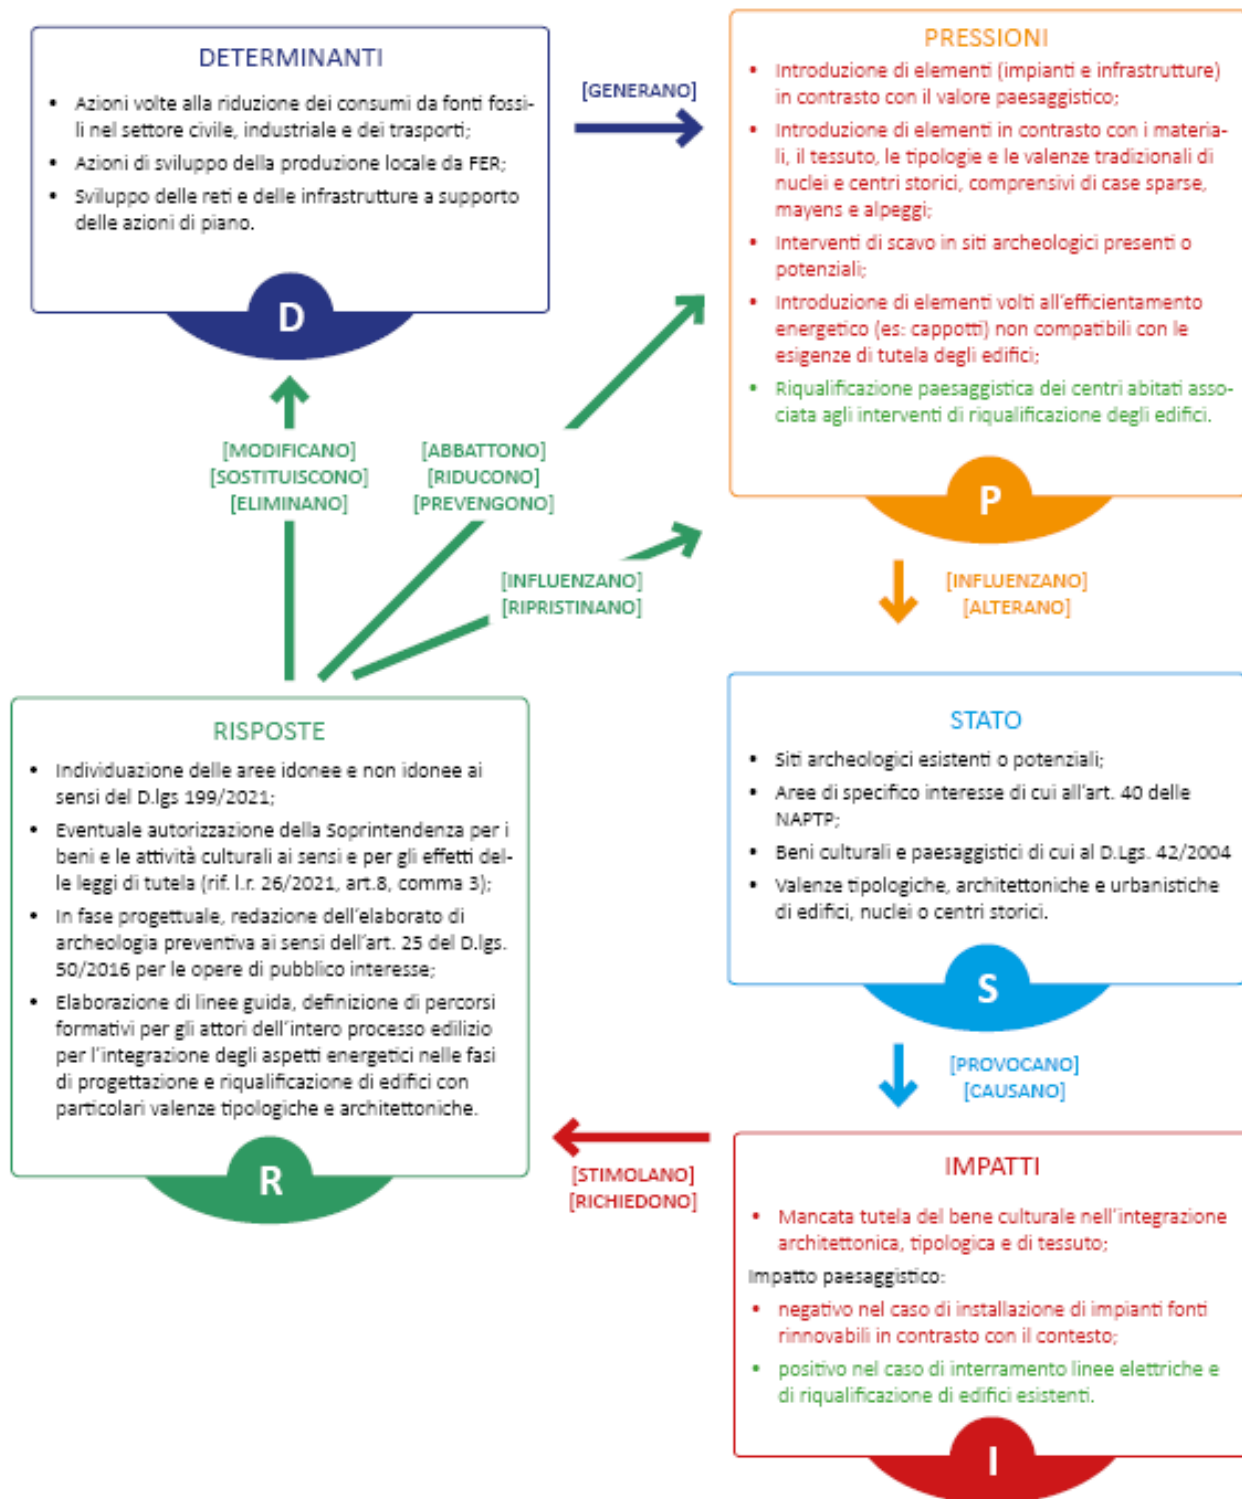 DETERMINANTI
• Azioni volte alla riduzione dei consumi da fonti fossi-
li nel settore civile, industriale e dei trasporti;
• Azioni di sviluppo della produzione locale da FER;
• Sviluppo delle reti e delle infrastrutture a supporto
delle azioni di piano.
D
[GENERANO]
PRESSIONI
• Introduzione di elementi (impianti e infrastrutture)
in contrasto con il valore paesaggistico;
• Introduzione di elementi in contrasto con i materia-
li, il tessuto, le tipologie e le valenze tradizionali di
nuclei e centri storici, comprensivi di case sparse,
mayens e alpeggi;
• Interventi di scavo in siti archeologici presenti o
potenziali;
• Introduzione di elementi volti all'efficientamento
energetico (es: cappotti) non compatibili con le
esigenze di tutela degli edifici;
• Riqualificazione paesaggistica dei centri abitati asso-
ciata agli interventi di riqualificazione degli edifici.
P
[MODIFICANO]
[SOSTITUISCONO]
[ELIMINANO]
[ABBATTONO]
[RIDUCONO]
[PREVENGONO]
[INFLUENZANO]
[RIPRISTINANO]
[INFLUENZANO]
[ALTERANO]
STATO
• Siti archeologici esistenti o potenziali;
• Aree di specifico interesse di cui all'art. 40 delle
NAPTP;
• Beni culturali e paesaggistici di cui al D.Lgs. 42/2004
• Valenze tipologiche, architettoniche e urbanistiche
di edifici, nuclei o centri storici.
S
[PROVOCANO]
[CAUSANO]
IMPATTI
• Mancata tutela del bene culturale nell'integrazione
architettonica, tipologica e di tessuto;
Impatto paesaggistico:
• negativo nel caso di installazione di impianti fonti
rinnovabili in contrasto con il contesto;
• positivo nel caso di interramento linee elettriche e
di riqualificazione di edifici esistenti.
I
[STIMOLANO]
[RICHIEDONO]
RISPOSTE
• Individuazione delle aree idonee e non idonee ai
sensi del D.lgs 199/2021;
• Eventuale autorizzazione della Soprintendenza per i
beni e le attività culturali ai sensi e per gli effetti del-
le leggi di tutela (rif. l.r. 26/2021, art.8, comma 3);
• In fase progettuale, redazione dell'elaborato di
archeologia preventiva ai sensi dell'art. 25 del D.lgs.
50/2016 per le opere di pubblico interesse;
• Elaborazione di linee guida, definizione di percorsi
formativi per gli attori dell'intero processo edilizio
per l'integrazione degli aspetti energetici nelle fasi
di progettazione e riqualificazione di edifici con
particolari valenze tipologiche e architettoniche.
R